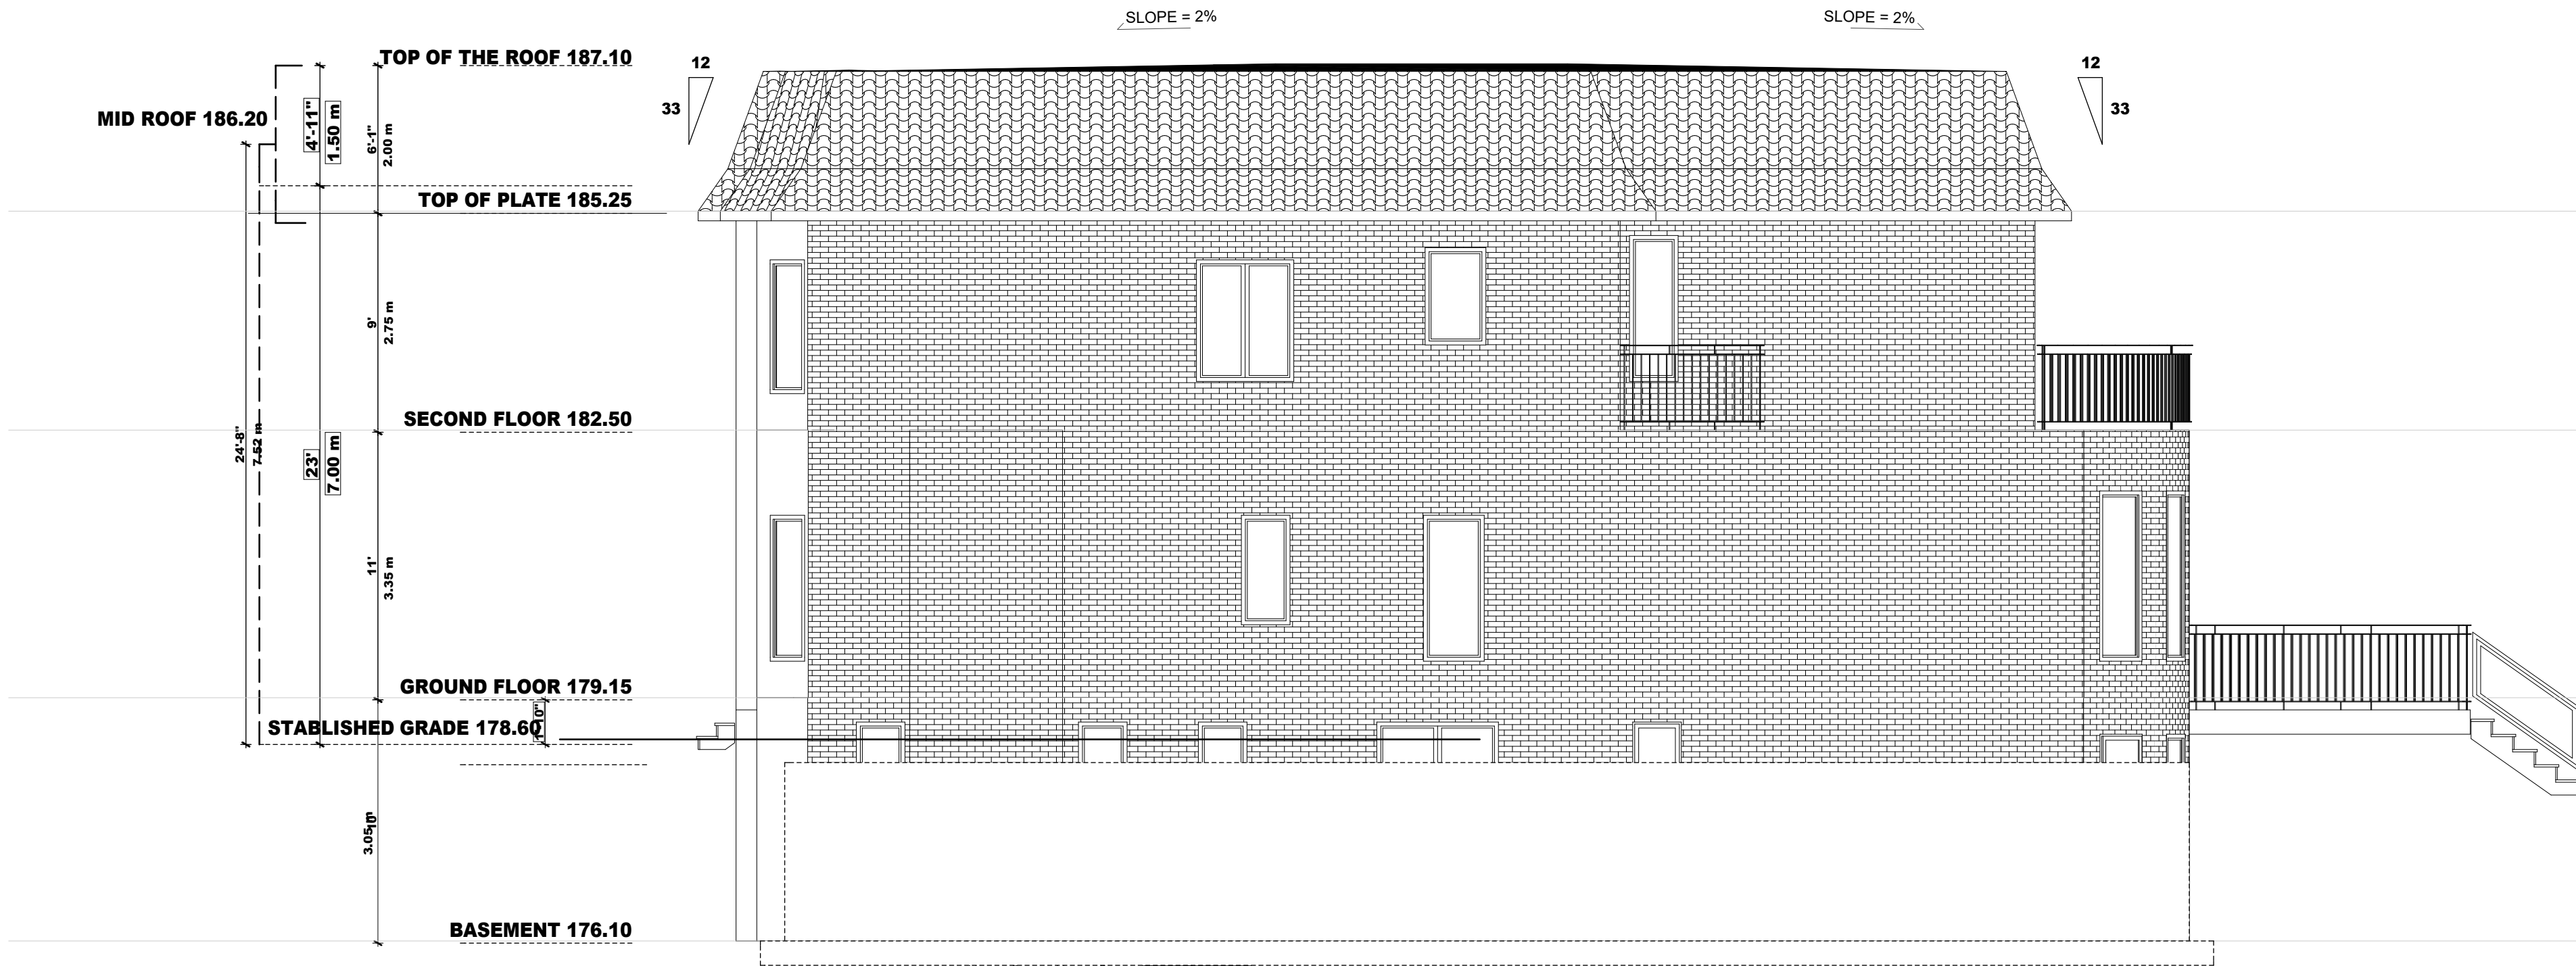 SLOPE = 2%
SLOPE = 2%
TOP OF THE ROOF 187.10
12
33
12
33
MID ROOF 186.20
4'-11"
1.50 m
6'-1"
2.00 m
TOP OF PLATE 185.25
9'
2.75 m
SECOND FLOOR 182.50
24'-8"
7.52 m
23'
7.00 m
11'
3.35 m
GROUND FLOOR 179.15
STABLISHED GRADE 178.60
3.05 m
BASEMENT 176.10